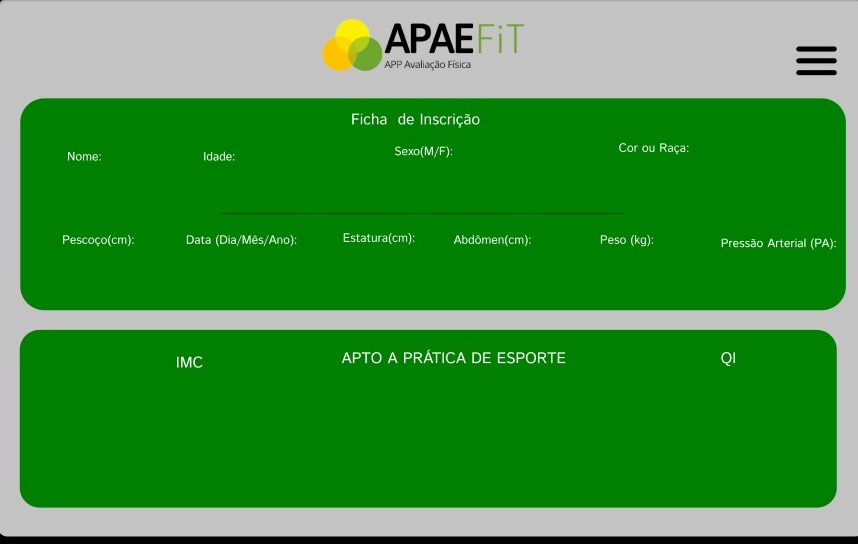 APAEFiT
APP Avaliação Física
Ficha de Inscrição
Nome: Idade: Sexo(M/F): Cor ou Raça:
Pescoço(cm): Data (Dia/Mês/Ano): Estatura(cm): Abdômen(cm): Peso (kg): Pressão Arterial (PA):
IMC APTO A PRÁTICA DE ESPORTE QI